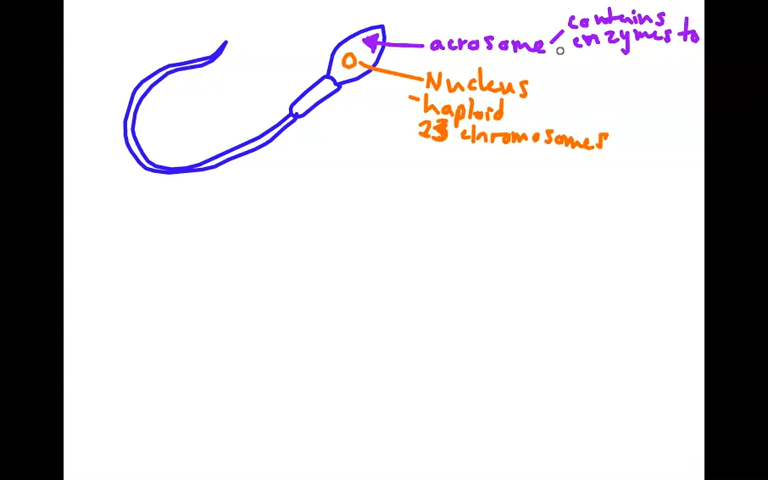 contains
acrosome enzymes to
Nucleus
-haploid
23 chromosomes